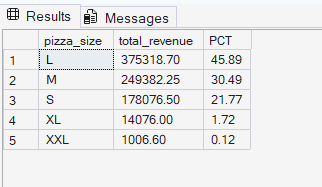 Results Messages
pizza_size total_revenue PCT
1 L 375318.70 45.89
2 M 249382.25 30.49
3 S 178076.50 21.77
4 XL 14076.00 1.72
5 XXL 1006.60 0.12